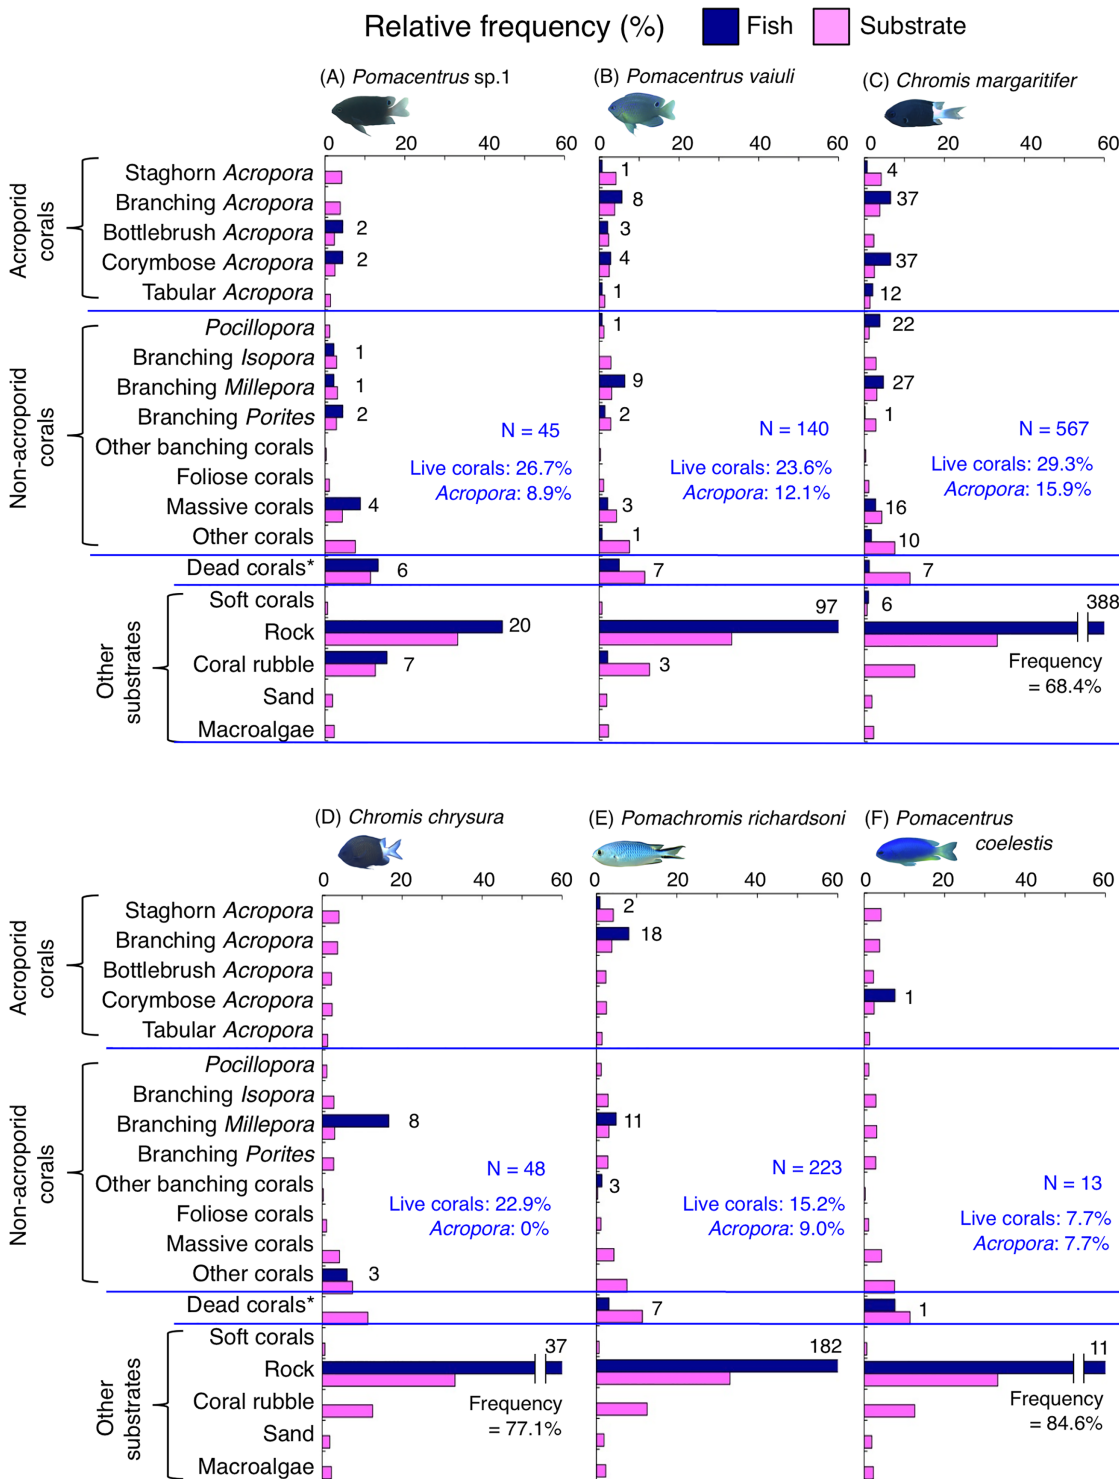 Relative frequency (%) Fish Substrate
(A) Pomacentrus sp.1
(B) Pomacentrus vaiuli
(C) Chromis margaritifer
0 20 40 60
0 20 40 60
0 20 40 60
Acroporid corals
Staghorn Acropora 1 4
Branching Acropora 8 37
Bottlebrush Acropora 2 3
Corymbose Acropora 2 4 37
Tabular Acropora 1 12
Non-acroporid corals
Pocillopora 1 22
Branching Isopora 1
Branching Millepora 1 9 27
Branching Porites 2 2 1
Other banching corals
Foliose corals
Massive corals 4 3 16
Other corals 1 10
N = 45
Live corals: 26.7%
Acropora: 8.9%
N = 140
Live corals: 23.6%
Acropora: 12.1%
N = 567
Live corals: 29.3%
Acropora: 15.9%
Dead corals* 6 7 7
Other substrates
Soft corals 6
Rock 20 97 388
Coral rubble 7 3
Sand
Macroalgae
Frequency
= 68.4%
(D) Chromis chrysura
(E) Pomachromis richardsoni
(F) Pomacentrus
coelestis
0 20 40 60
0 20 40 60
0 20 40 60
Acroporid corals
Staghorn Acropora 2
Branching Acropora 18
Bottlebrush Acropora
Corymbose Acropora 1
Tabular Acropora
Non-acroporid corals
Pocillopora
Branching Isopora
Branching Millepora 8 11
Branching Porites
Other banching corals 3
Foliose corals
Massive corals
Other corals 3
N = 48
Live corals: 22.9%
Acropora: 0%
N = 223
Live corals: 15.2%
Acropora: 9.0%
N = 13
Live corals: 7.7%
Acropora: 7.7%
Dead corals* 7 1
Other substrates
Soft corals
Rock 37 182 11
Coral rubble
Sand
Macroalgae
Frequency
= 77.1%
Frequency
= 84.6%